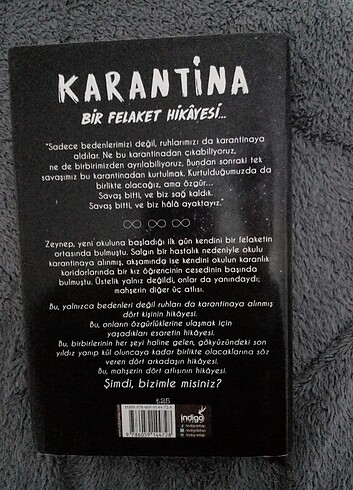 KARANTİNA
BİR FELAKET HİKÂYESİ...
"Sadece bedenlerimizi değil, ruhlarımızı da karantinaya
aldılar. Ne bu karantinadan çıkabiliyoruz,
ne de birbirimizden ayrılabiliyoruz. Bundan sonraki tek
savaşımız bu karantinadan kurtulmak. Kurtulduğumuzda da
birlikte olacağız, ama özgür...
Savaş bitti, ve biz sağ kaldık.
Savaş bitti, ve biz hâlâ ayaktayız."
Zeynep, yeni okuluna başladığı ilk gün kendini bir felaketin
ortasında bulmuştu. Salgın bir hastalık nedeniyle okulu
karantinaya alınmış, akşamında ise kendini okulun karanlık
koridorlarında bir kız öğrencinin cesedinin başında
bulmuştu. Üstelik yalnız değildi, onlar da yanındaydı;
mahşerin diğer üç atlısı.
Bu, yalnızca bedenleri değil ruhları da karantinaya alınmış
dört kişinin hikâyesi.
Bu, onların özgürlüklerine ulaşmak için
yaşadıkları esaretin hikâyesi.
Bu, birbirlerinin her şeyi haline gelen, gökyüzündeki son
yıldız yanıp kül oluncaya kadar birlikte olacaklarına söz
veren dört arkadaşın hikâyesi.
Bu, mahşerin dört atlısının hikâyesi.
Şimdi, bizimle misiniz?
₺25
indigo